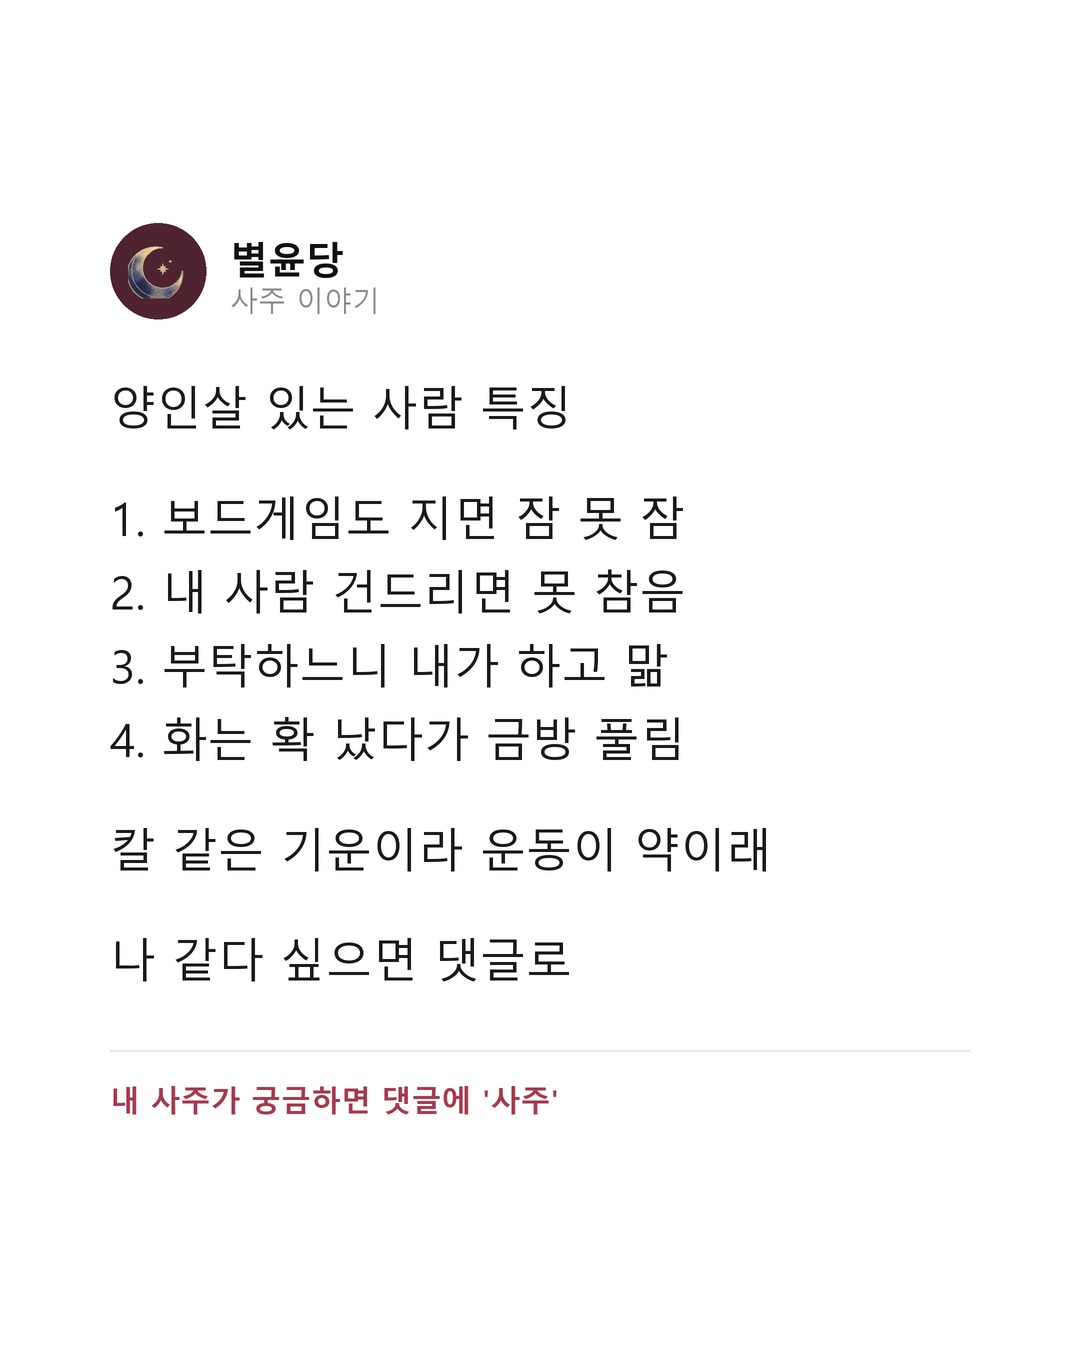 별윤당
사주 이야기
양인살 있는 사람 특징
1. 보드게임도 지면 잠 못 잠
2. 내 사람 건드리면 못 참음
3. 부탁하느니 내가 하고 맒
4. 화는 확 났다가 금방 풀림
칼 같은 기운이라 운동이 약이래
나 같다 싶으면 댓글로
내 사주가 궁금하면 댓글에 '사주'